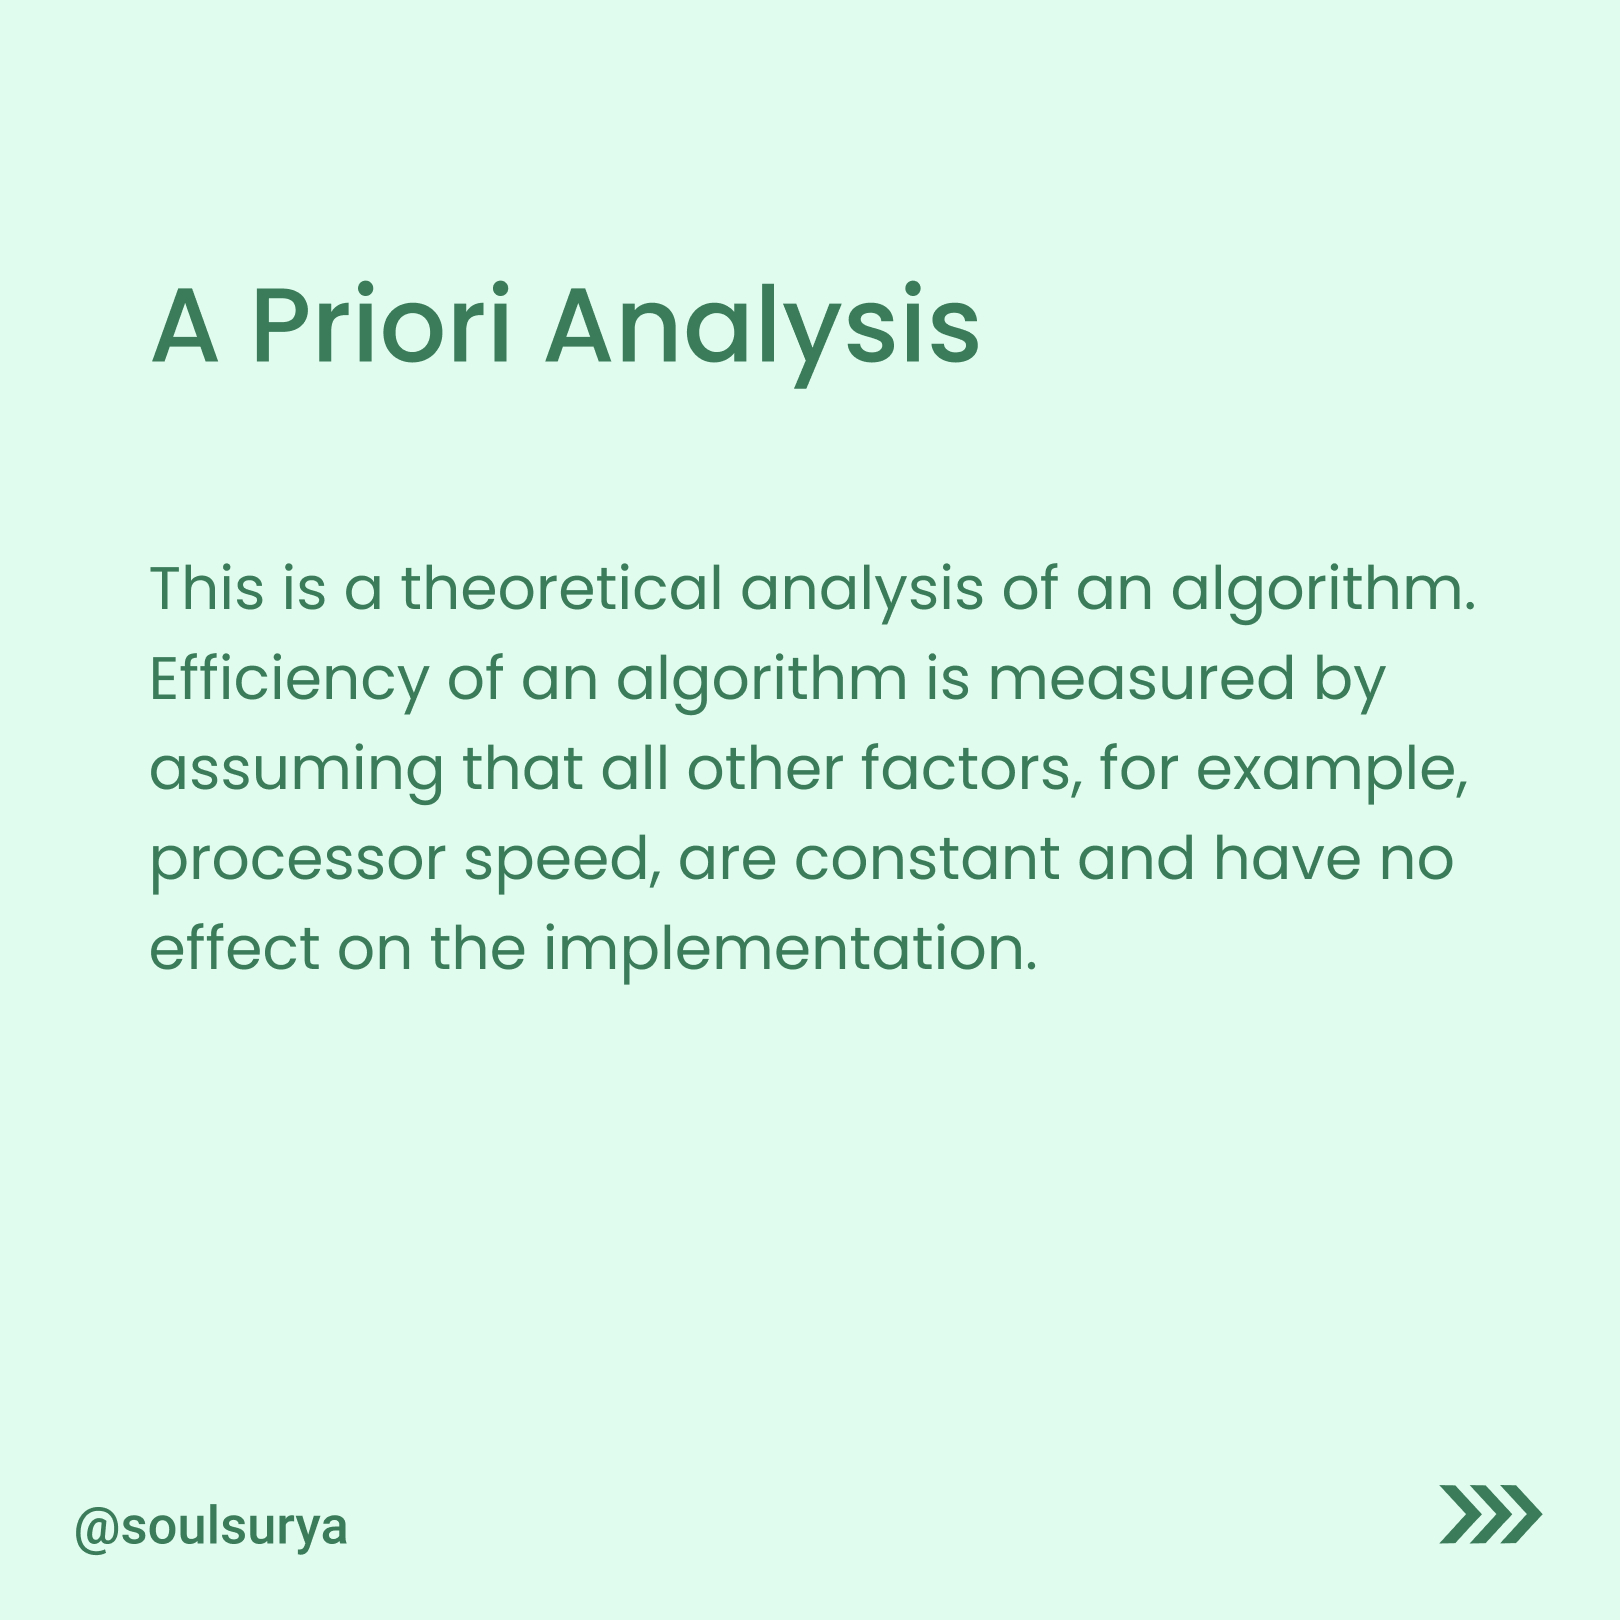 A Priori Analysis
This is a theoretical analysis of an algorithm.
Efficiency of an algorithm is measured by
assuming that all other factors, for example,
processor speed, are constant and have no
effect on the implementation.
@soulsurya